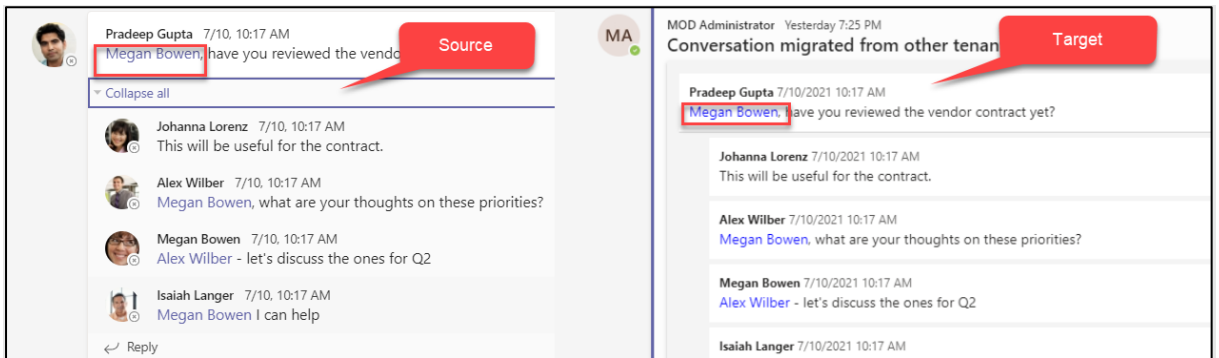 Pradeep Gupta 7/10, 10:17 AM
Megan Bowen, have you reviewed the vendo
Source
Collapse all
Johanna Lorenz 7/10, 10:17 AM
This will be useful for the contract.
Alex Wilber 7/10, 10:17 AM
Megan Bowen, what are your thoughts on these priorities?
Megan Bowen 7/10, 10:17 AM
Alex Wilber - let's discuss the ones for Q2
Isaiah Langer 7/10, 10:17 AM
Megan Bowen I can help
Reply
MA
MOD Administrator Yesterday 7:25 PM
Conversation migrated from other tenan
Target
Pradeep Gupta 7/10/2021 10:17 AM
Megan Bowen, have you reviewed the vendor contract yet?
Johanna Lorenz 7/10/2021 10:17 AM
This will be useful for the contract.
Alex Wilber 7/10/2021 10:17 AM
Megan Bowen, what are your thoughts on these priorities?
Megan Bowen 7/10/2021 10:17 AM
Alex Wilber - let's discuss the ones for Q2
Isaiah Langer 7/10/2021 10:17 AM